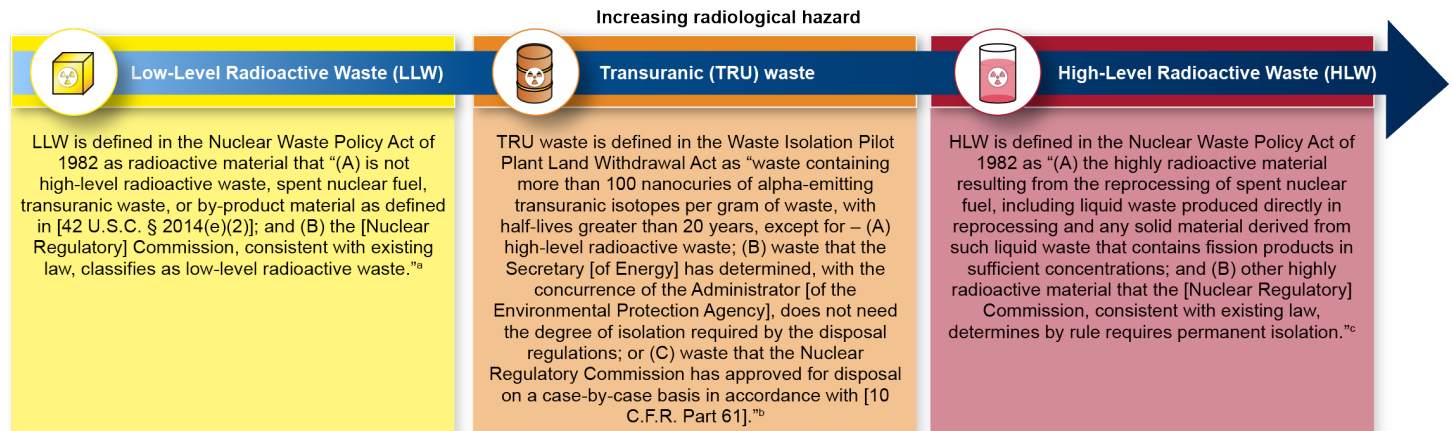 Increasing radiological hazard
Low-Level Radioactive Waste (LLW)
LLW is defined in the Nuclear Waste Policy Act of
1982 as radioactive material that “(A) is not
high-level radioactive waste, spent nuclear fuel,
transuranic waste, or by-product material as defined
in [42 U.S.C. § 2014(e)(2)]; and (B) the [Nuclear
Regulatory] Commission, consistent with existing
law, classifies as low-level radioactive waste.”a
Transuranic (TRU) waste
TRU waste is defined in the Waste Isolation Pilot
Plant Land Withdrawal Act as “waste containing
more than 100 nanocuries of alpha-emitting
transuranic isotopes per gram of waste, with
half-lives greater than 20 years, except for – (A)
high-level radioactive waste; (B) waste that the
Secretary [of Energy] has determined, with the
concurrence of the Administrator [of the
Environmental Protection Agency], does not need
the degree of isolation required by the disposal
regulations; or (C) waste that the Nuclear
Regulatory Commission has approved for disposal
on a case-by-case basis in accordance with [10
C.F.R. Part 61].”b
High-Level Radioactive Waste (HLW)
HLW is defined in the Nuclear Waste Policy Act of
1982 as “(A) the highly radioactive material
resulting from the reprocessing of spent nuclear
fuel, including liquid waste produced directly in
reprocessing and any solid material derived from
such liquid waste that contains fission products in
sufficient concentrations; and (B) other highly
radioactive material that the [Nuclear Regulatory]
Commission, consistent with existing law,
determines by rule requires permanent isolation.”c